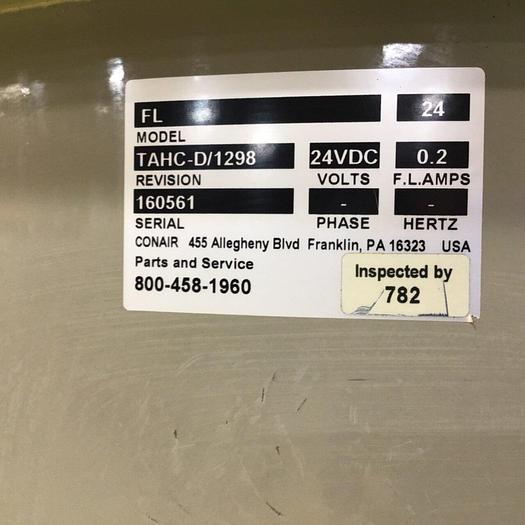 FL 24
MODEL
TAHC-D/1298 24VDC 0.2
REVISION VOLTS F.L.AMPS
160561 - -
SERIAL PHASE HERTZ
CONAIR 455 Allegheny Blvd Franklin, PA 16323 USA
Parts and Service
800-458-1960
Inspected by
782